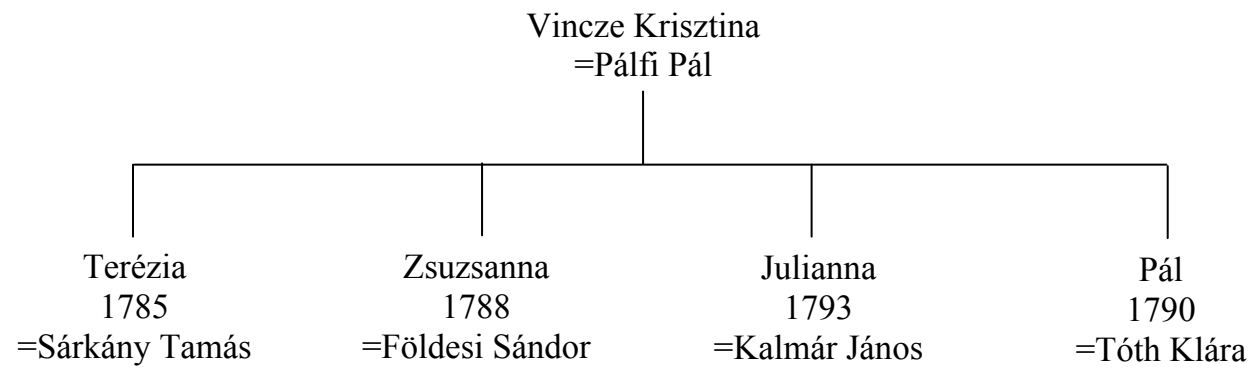 Vincze Krisztina
=Pálfi Pál
Terézia
1785
=Sárkány Tamás
Zsuzsanna
1788
=Földesi Sándor
Julianna
1793
=Kalmár János
Pál
1790
=Tóth Klára